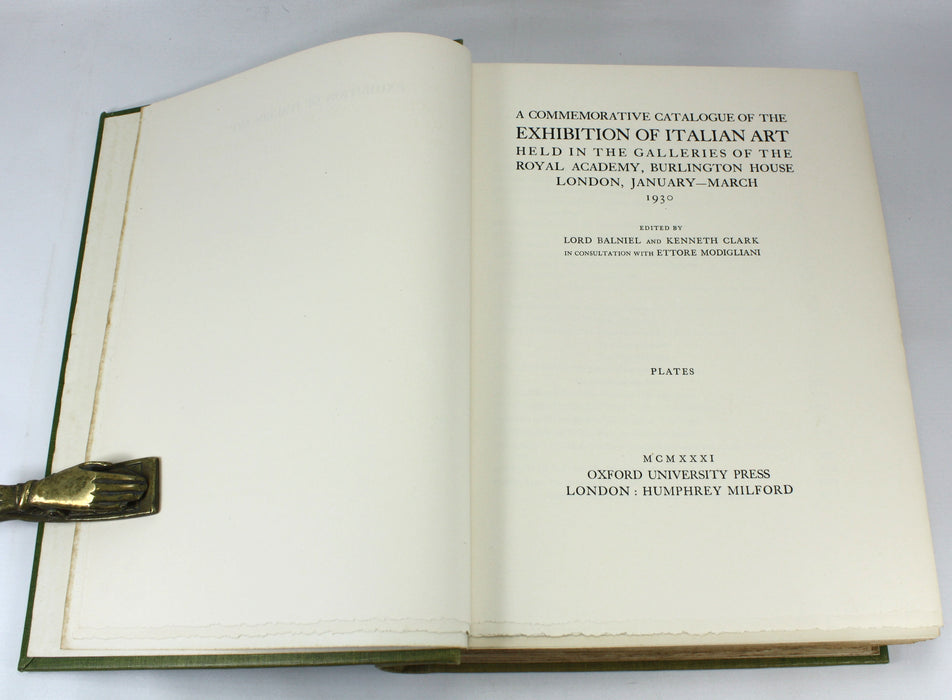 A COMMEMORATIVE CATALOGUE OF THE
EXHIBITION OF ITALIAN ART
HELD IN THE GALLERIES OF THE
ROYAL ACADEMY, BURLINGTON HOUSE
LONDON, JANUARY—MARCH
1930
EDITED BY
LORD BALNIEL AND KENNETH CLARK
IN CONSULTATION WITH ETTORE MODIGLIANI
PLATES
MCMXXXI
OXFORD UNIVERSITY PRESS
LONDON : HUMPHREY MILFORD